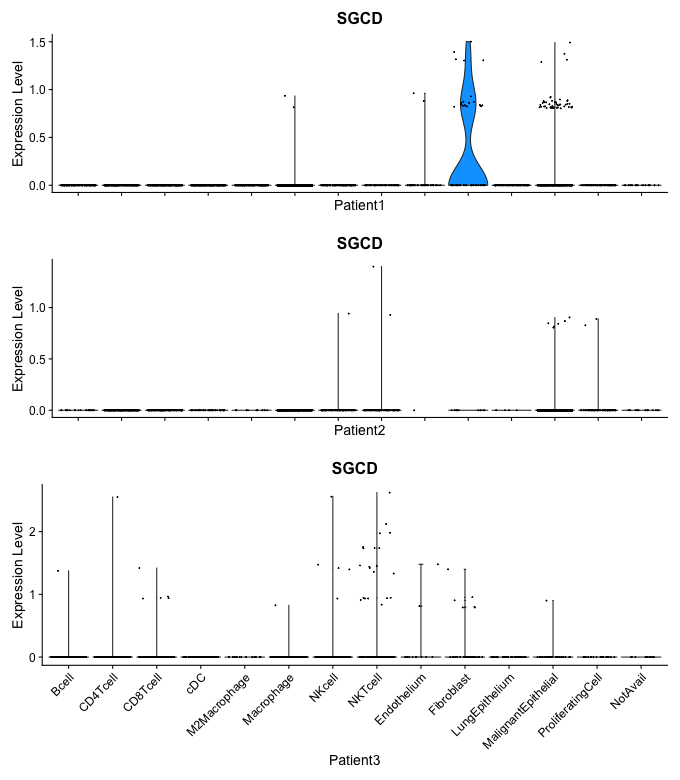 SGCD
Expression Level
1.5
1.0
0.5
0.0
Patient1
SGCD
Expression Level
1.0
0.5
0.0
Patient2
SGCD
Expression Level
2
1
0
Bcell
CD4Tcell
CD8Tcell
cDC
M2Macrophage
Macrophage
NKcell
NKTcell
Endothelium
Fibroblast
LungEpithelium
MalignantEpithelial
ProliferatingCell
NotAvail
Patient3